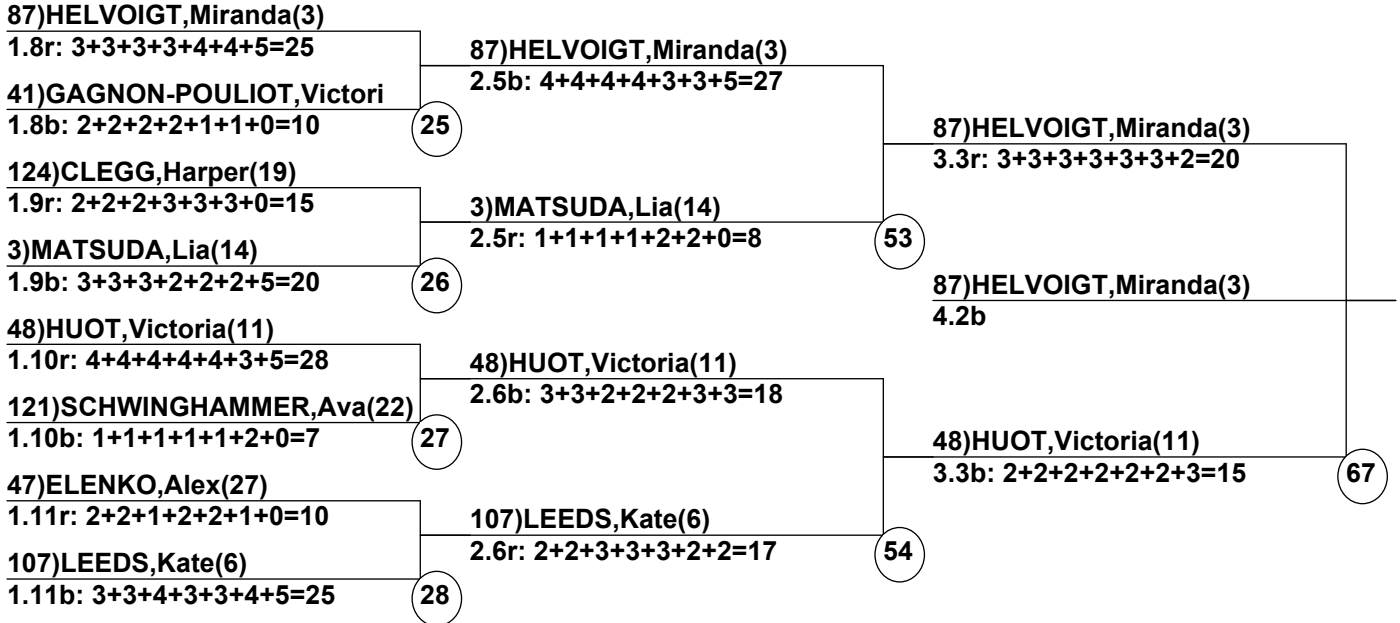 87)HELVOIGT,Miranda(3)
1.8r: 3+3+3+3+4+4+5=25
41)GAGNON-POULIOT,Victori
1.8b: 2+2+2+2+1+1+0=10
25
124)CLEGG,Harper(19)
1.9r: 2+2+2+3+3+3+0=15
3)MATSUDA,Lia(14)
1.9b: 3+3+3+2+2+2+5=20
26
48)HUOT,Victoria(11)
1.10r: 4+4+4+4+4+3+5=28
121)SCHWINGHAMMER,Ava(22)
1.10b: 1+1+1+1+1+2+0=7
27
47)ELENKO,Alex(27)
1.11r: 2+2+1+2+2+1+0=10
107)LEEDS,Kate(6)
1.11b: 3+3+4+3+3+4+5=25
28
87)HELVOIGT,Miranda(3)
2.5b: 4+4+4+4+3+3+5=27
3)MATSUDA,Lia(14)
2.5r: 1+1+1+1+2+2+0=8
53
48)HUOT,Victoria(11)
2.6b: 3+3+2+2+2+3+3=18
107)LEEDS,Kate(6)
2.6r: 2+2+3+3+3+2+2=17
54
87)HELVOIGT,Miranda(3)
3.3r: 3+3+3+3+3+3+2=20
87)HELVOIGT,Miranda(3)
4.2b
48)HUOT,Victoria(11)
3.3b: 2+2+2+2+2+2+3=15
67